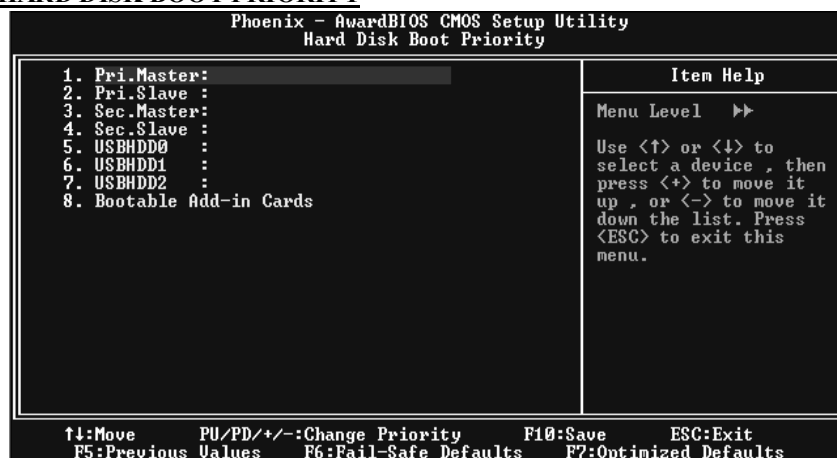 HARD DISK BOOT PRIORITY
Phoenix - AwardBIOS CMOS Setup Utility
Hard Disk Boot Priority
1. Pri.Master:
2. Pri.Slave :
3. Sec.Master:
4. Sec.Slave :
5. USBHDD0 :
6. USBHDD1 :
7. USBHDD2 :
8. Bootable Add-in Cards
Item Help
Menu Level ▶▶
Use <↑> or <↓> to
select a device , then
press <+> to move it
up , or <-> to move it
down the list. Press
<ESC> to exit this
menu.
↑↓:Move PU/PD/+/-:Change Priority F10:Save ESC:Exit
F5:Previous Values F6:Fail-Safe Defaults F7:Optimized Defaults